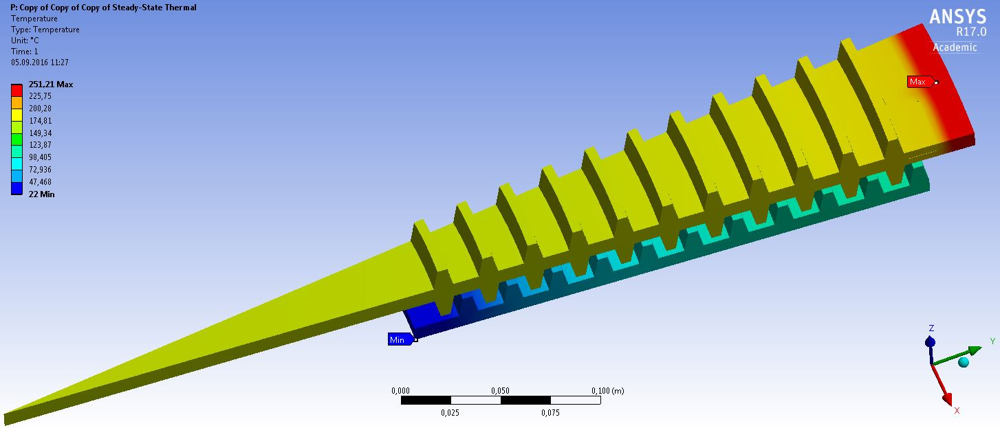 P: Copy of Copy of Copy of Steady-State Thermal
Temperature
Type: Temperature
Unit: °C
Time: 1
05.09.2016 11:27
251,21 Max
225,75
200,28
174,81
149,34
123,87
98,405
72,936
47,468
22 Min
ANSYS
R17.0
Academic
Max
Min
0,000
0,050
0,100 (m)
0,025
0,075
Z
Y
X